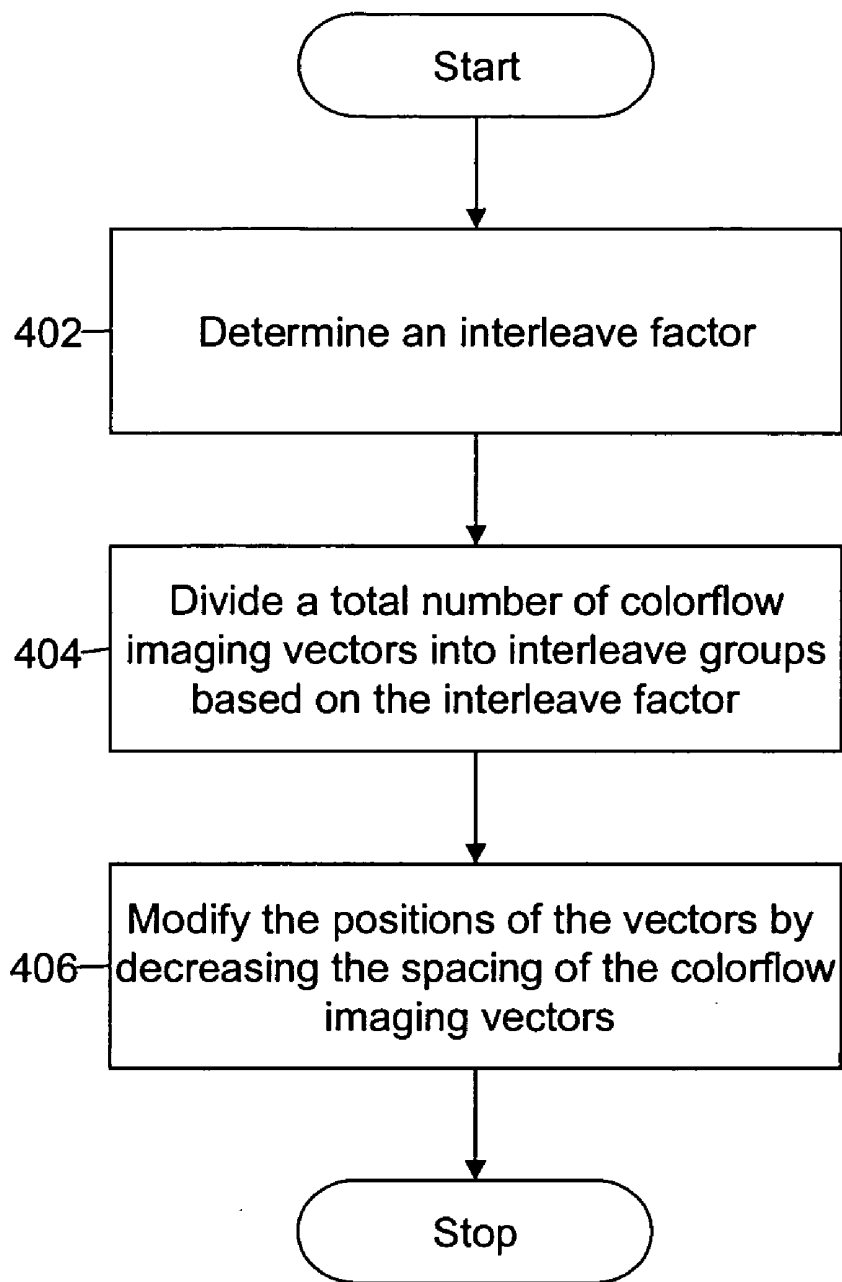 Start
402
Determine an interleave factor
404
Divide a total number of colorflow
imaging vectors into interleave groups
based on the interleave factor
406
Modify the positions of the vectors by
decreasing the spacing of the colorflow
imaging vectors
Stop